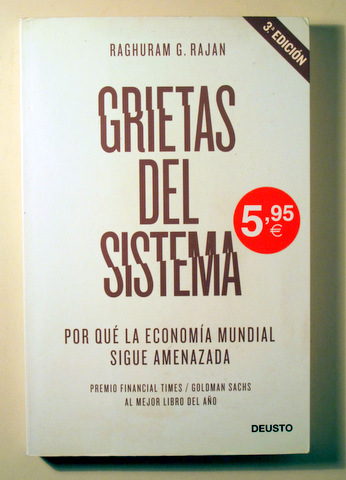 RAGHURAM G. RAJAN
3.ª EDICIÓN
GRIETAS
DEL
SISTEMA
5,95
€
POR QUÉ LA ECONOMÍA MUNDIAL
SIGUE AMENAZADA
PREMIO FINANCIAL TIMES / GOLDMAN SACHS
AL MEJOR LIBRO DEL AÑO
DEUSTO